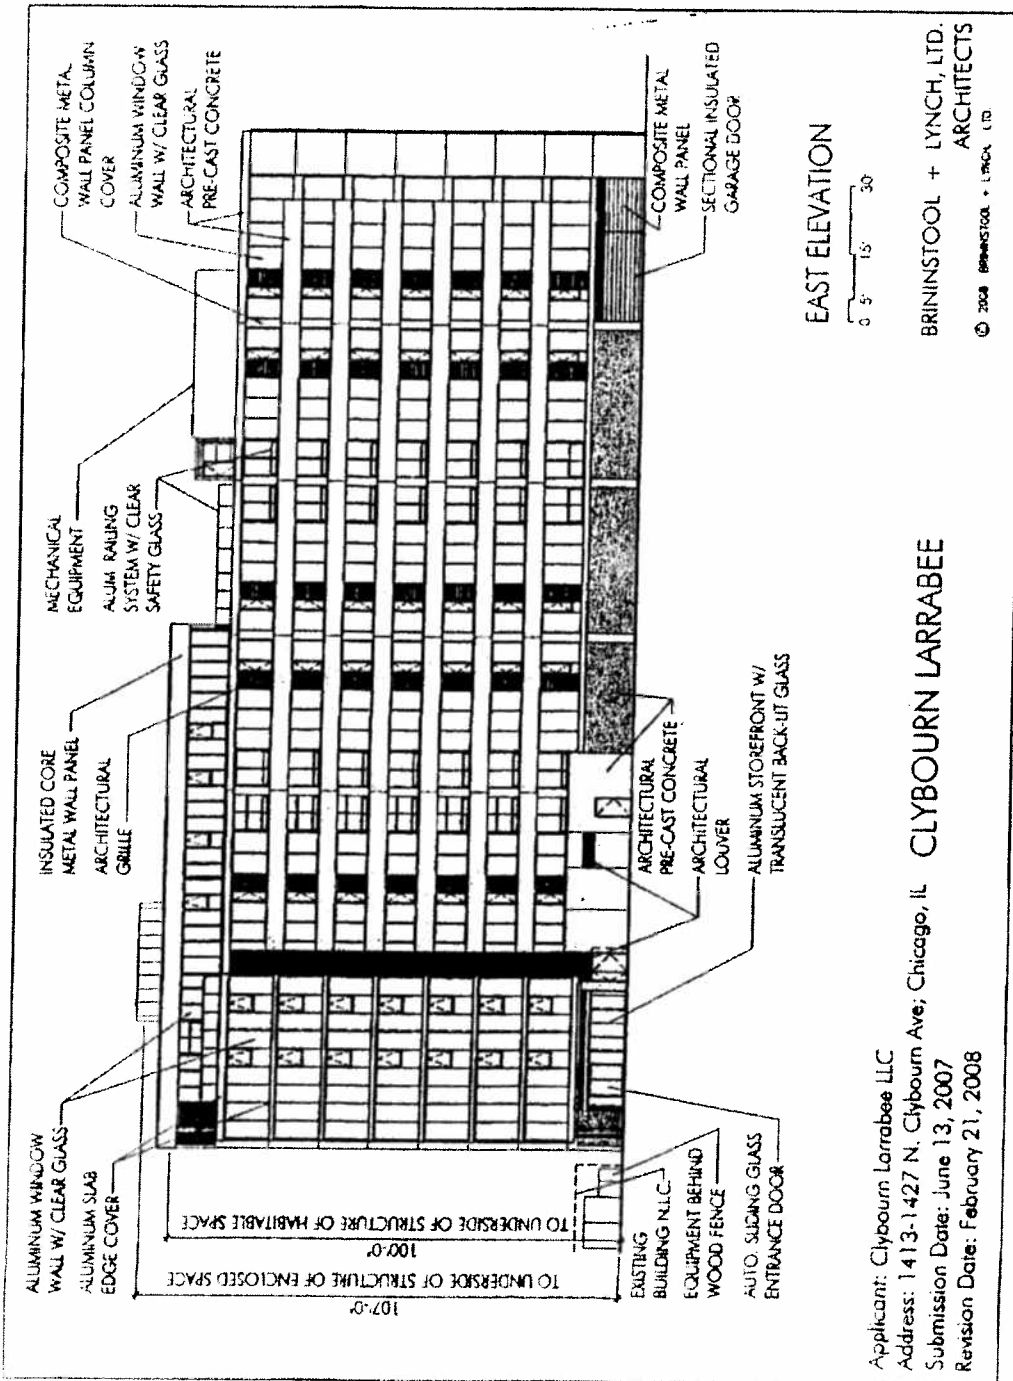 ALUMINUM WINDOW
WALL W/ CLEAR GLASS
ALUMINUM SLAB
EDGE COVER
INSULATED CORE
METAL WALL PANEL
ARCHITECTURAL
GRILLE
MECHANICAL
EQUIPMENT
ALUM RAILING
SYSTEM W/ CLEAR
SAFETY GLASS
COMPOSITE METAL
WALL PANEL COLUMN
COVER
ALUMINUM WINDOW
WALL W/ CLEAR GLASS
ARCHITECTURAL
PRE-CAST CONCRETE
107'-0"
TO UNDERSIDE OF STRUCTURE OF ENCLOSED SPACE
100'-0"
TO UNDERSIDE OF STRUCTURE OF HABITABLE SPACE
EXISTING
BUILDING N.I.C.
EQUIPMENT BEHIND
WOOD FENCE
AUTO. SLIDING GLASS
ENTRANCE DOOR
ARCHITECTURAL
PRE-CAST CONCRETE
ARCHITECTURAL
LOUVER
ALUMINUM STOREFRONT W/
TRANSLUCENT BACK-LIT GLASS
COMPOSITE METAL
WALL PANEL
SECTIONAL INSULATED
GARAGE DOOR
EAST ELEVATION
0 5' 15' 30'
Applicant: Clybourn Larrabee LLC
Address: 1413-1427 N. Clybourn Ave; Chicago, IL
Submission Date: June 13, 2007
Revision Date: February 21, 2008
CLYBOURN LARRABEE
BRININSTOOL + LYNCH, LTD.
ARCHITECTS
© 2008 BRININSTOOL + LYNCH, LTD.